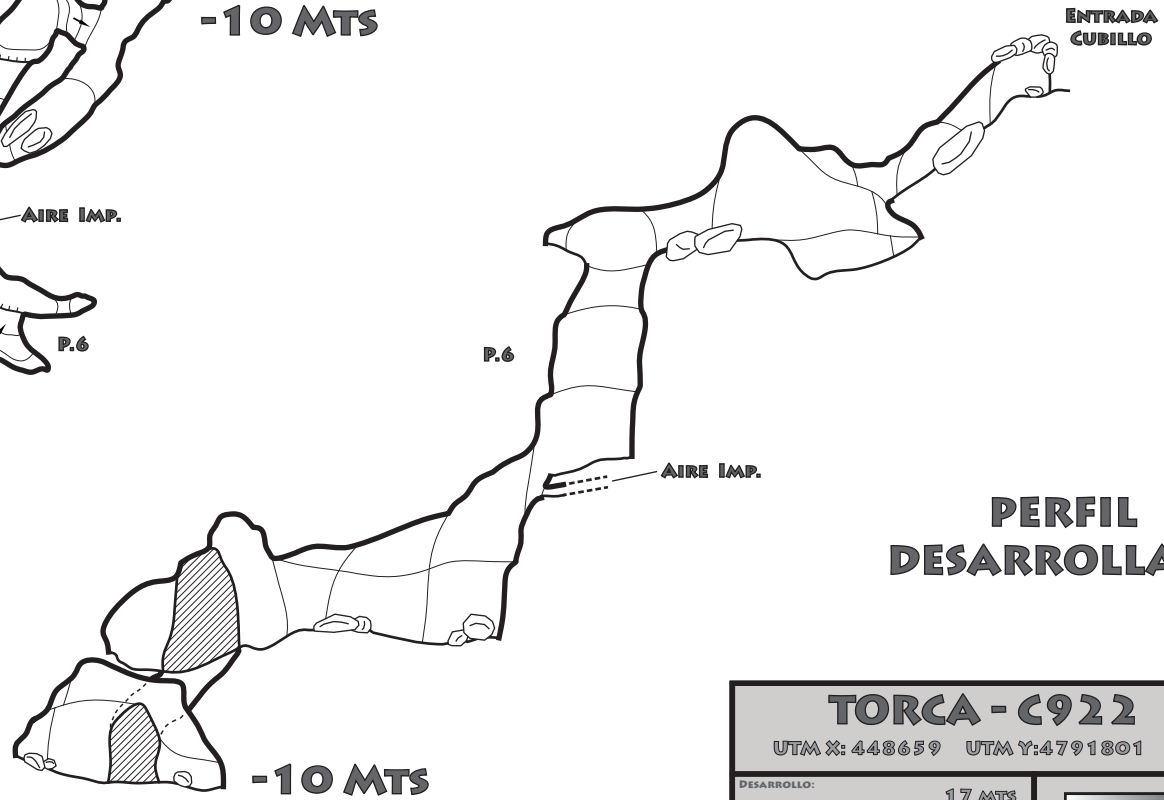 -10 Mts
Entrada
Cubillo
Aire Imp.
P.6
P.6
Aire Imp.
PERFIL
DESARROLLA
-10 Mts
TORCA - C922
UTM X: 448659 UTM Y:4791801
Desarrollo:
17 MTS